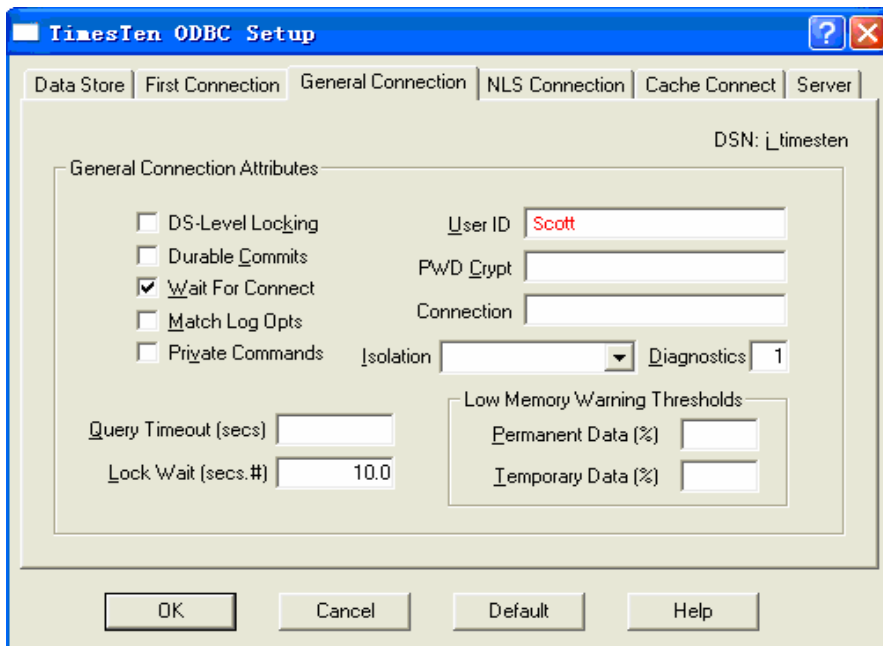 TimesTen ODBC Setup
Data Store First Connection General Connection NLS Connection Cache Connect Server
DSN: j_timesten
General Connection Attributes
DS-Level Locking
Durable Commits
Wait For Connect
Match Log Opts
Private Commands
User ID Scott
PWD Crypt
Connection
Isolation Diagnostics 1
Query Timeout (secs)
Lock Wait (secs.#) 10.0
Low Memory Warning Thresholds
Permanent Data (%)
Temporary Data (%)
OK Cancel Default Help